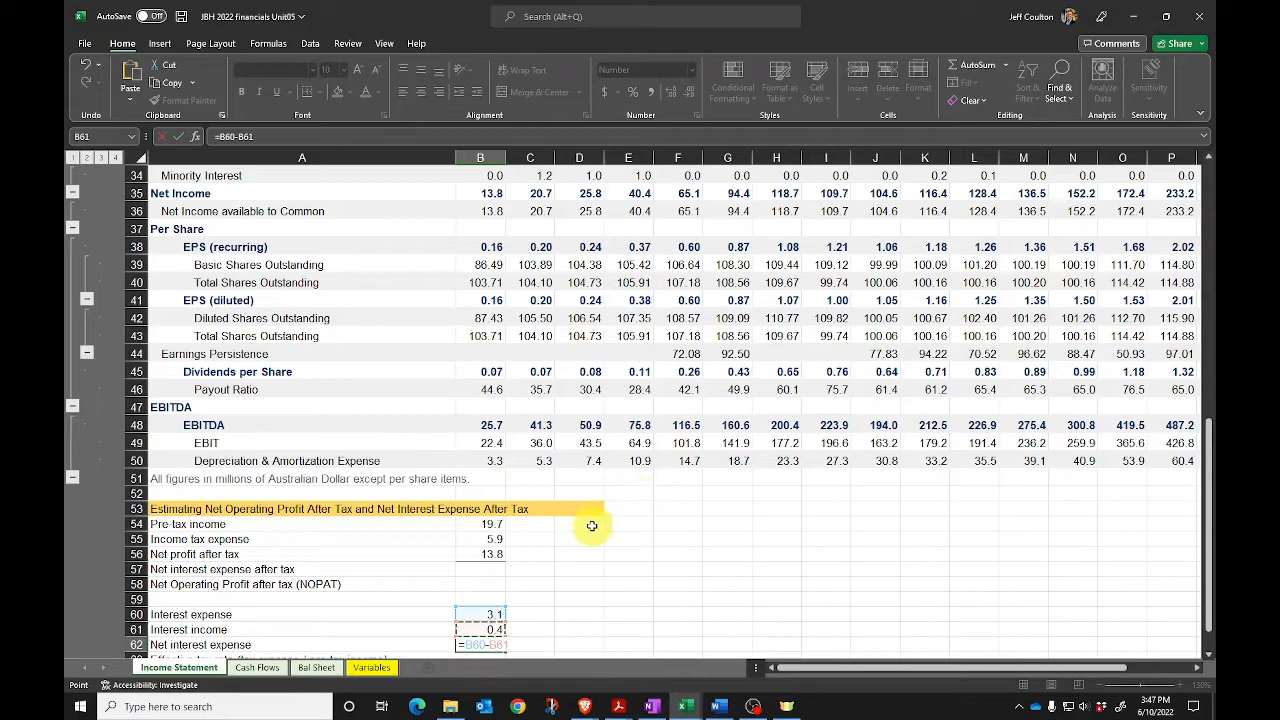 AutoSave Off JBH 2022 financials Unit05 Search (Alt+Q) Jeff Coulton
File Home Insert Page Layout Formulas Data Review View Help Comments Share
Cut Copy Format Painter Paste 10 Wrap Text Merge & Center Number Conditional Formatting Format as Table Cell Styles Insert Delete Format AutoSum Fill Clear Sort & Filter Find & Select Analyze Data Sensitivity
Undo Clipboard Font Alignment Number Styles Cells Editing Analysis Sensitivity
B61 fx =B60-B61
1 2 3 4 A B C D E F G H I J K L M N O P
34 Minority Interest 0.0 1.2 1.0 1.0 0.0 0.0 0.0 0.0 0.0 0.2 0.1 0.0 0.0 0.0 0.0
35 Net Income 13.8 20.7 25.8 40.4 65.1 94.4 118.7 109.7 104.6 116.4 128.4 136.5 152.2 172.4 233.2
36 Net Income available to Common 13.8 20.7 25.8 40.4 65.1 94.4 118.7 109.7 104.6 116.4 128.4 136.5 152.2 172.4 233.2
37 Per Share
38 EPS (recurring) 0.16 0.20 0.24 0.37 0.60 0.87 1.08 1.21 1.06 1.18 1.26 1.36 1.51 1.68 2.02
39 Basic Shares Outstanding 86.49 103.89 104.38 105.42 106.64 108.30 109.44 109.12 99.99 100.09 101.20 100.19 100.19 111.70 114.80
40 Total Shares Outstanding 103.71 104.10 104.73 105.91 107.18 108.56 109.67 99.74 100.06 100.16 100.16 100.20 100.16 114.42 114.88
41 EPS (diluted) 0.16 0.20 0.24 0.38 0.60 0.87 1.07 1.00 1.05 1.16 1.25 1.35 1.50 1.53 2.01
42 Diluted Shares Outstanding 87.43 105.50 106.54 107.35 108.57 109.09 110.77 109.82 100.05 100.67 102.40 101.26 101.26 112.70 115.90
43 Total Shares Outstanding 103.71 104.10 104.73 105.91 107.18 108.56 109.67 99.74 100.06 100.16 100.16 100.20 100.16 114.42 114.88
44 Earnings Persistence 72.08 92.50 77.83 94.22 70.52 96.62 88.47 50.93 97.01
45 Dividends per Share 0.07 0.07 0.08 0.11 0.26 0.43 0.65 0.76 0.64 0.71 0.83 0.89 0.99 1.18 1.32
46 Payout Ratio 44.6 35.7 30.4 28.4 42.1 49.9 60.1 75.7 61.4 61.2 65.4 65.3 65.0 76.5 65.0
47 EBITDA
48 EBITDA 25.7 41.3 50.9 75.8 116.5 160.6 200.4 223.9 194.0 212.5 226.9 275.4 300.8 419.5 487.2
49 EBIT 22.4 36.0 43.5 64.9 101.8 141.9 177.2 196.6 163.2 179.2 191.4 236.2 259.9 365.6 426.8
50 Depreciation & Amortization Expense 3.3 5.3 7.4 10.9 14.7 18.7 23.3 27.3 30.8 33.2 35.5 39.1 40.9 53.9 60.4
51 All figures in millions of Australian Dollar except per share items.
52
53 Estimating Net Operating Profit After Tax and Net Interest Expense After Tax
54 Pre-tax income 19.7
55 Income tax expense 5.9
56 Net profit after tax 13.8
57 Net interest expense after tax
58 Net Operating Profit after tax (NOPAT)
59
60 Interest expense 3.1
61 Interest income 0.4
62 Net interest expense =B60-B61
Income Statement Cash Flows Bal Sheet Variables
Point Accessibility: Investigate 130%
Type here to search 3:47 PM
6/10/2022